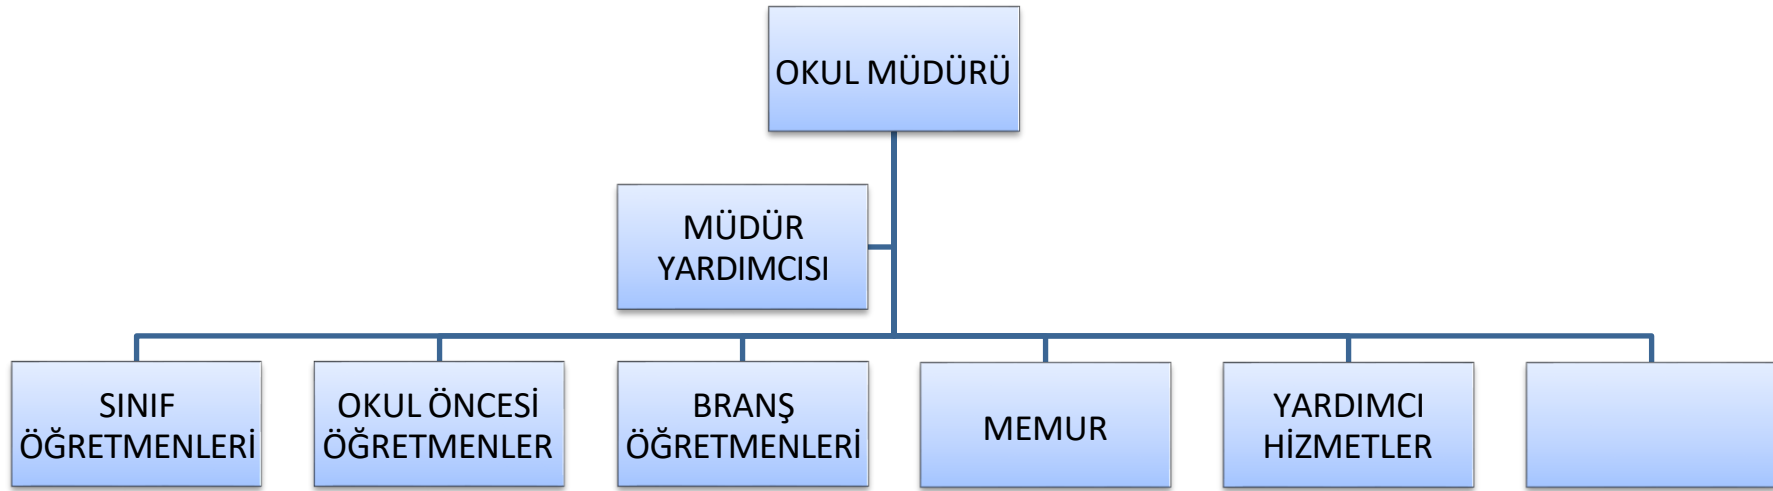 OKUL MÜDÜRÜ
MÜDÜR
YARDIMCISI
SINIF
ÖĞRETMENLERİ
OKUL ÖNCESİ
ÖĞRETMENLER
BRANŞ
ÖĞRETMENLERİ
MEMUR
YARDIMCI
HİZMETLER